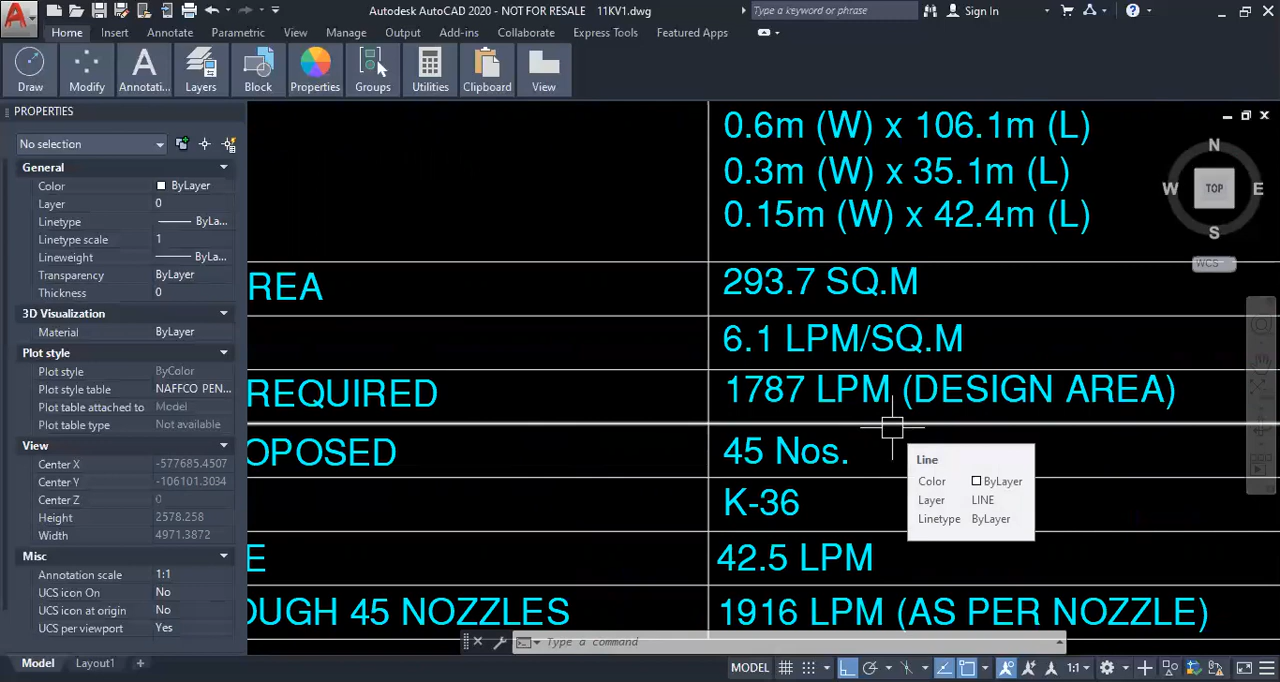 Autodesk AutoCAD 2020 - NOT FOR RESALE 11KV1.dwg
Type a keyword or phrase
Sign In
Home Insert Annotate Parametric View Manage Output Add-ins Collaborate Express Tools Featured Apps
Draw Modify Annotati... Layers Block Properties Groups Utilities Clipboard View
PROPERTIES
No selection
General
Color ByLayer
Layer 0
Linetype ByLa...
Linetype scale 1
Lineweight ByLa...
Transparency ByLayer
Thickness 0
3D Visualization
Material ByLayer
Plot style
Plot style ByColor
Plot style table NAFFCO PEN...
Plot table attached to Model
Plot table type Not available
View
Center X -577685.4507
Center Y -106101.3034
Center Z 0
Height 2578.258
Width 4971.3872
Misc
Annotation scale 1:1
UCS icon On No
UCS icon at origin No
UCS per viewport Yes
0.6m (W) x 106.1m (L)
0.3m (W) x 35.1m (L)
0.15m (W) x 42.4m (L)
REA 293.7 SQ.M
6.1 LPM/SQ.M
REQUIRED 1787 LPM (DESIGN AREA)
OPOSED 45 Nos.
K-36
E 42.5 LPM
OUGH 45 NOZZLES 1916 LPM (AS PER NOZZLE)
Line
Color ByLayer
Layer LINE
Linetype ByLayer
N
W TOP E
S
WCS
Type a command
Model Layout1 +
MODEL 1:1